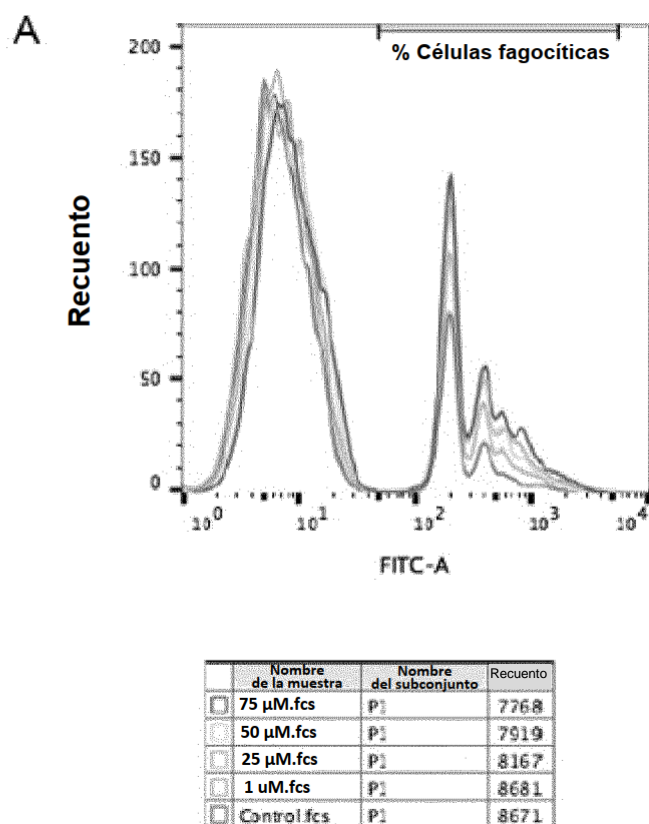 A
% Células fagocíticas
200
150
100
50
0
Recuento
10^0 10^1 10^2 10^3 10^4
FITC-A
Nombre de la muestra Nombre del subconjunto Recuento
75 µM.fcs P1 7768
50 µM.fcs P1 7919
25 µM.fcs P1 8167
1 uM.fcs P1 8681
Control.fcs P1 8671